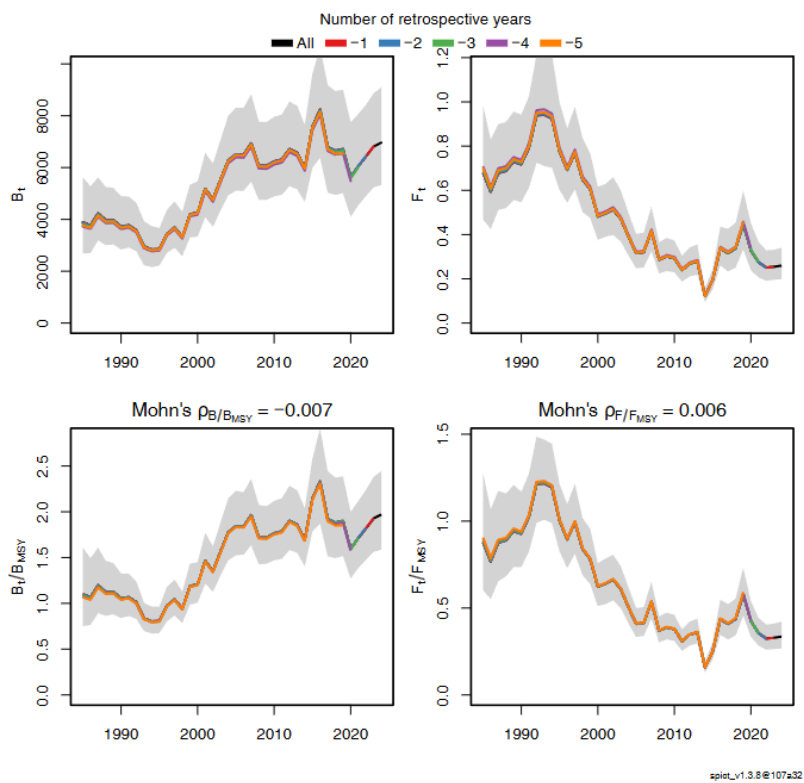 Number of retrospective years
All −1 −2 −3 −4 −5
8000
6000
4000
2000
0
Bt
1990 2000 2010 2020
1.2
1.0
0.8
0.6
0.4
0.2
0.0
Ft
1990 2000 2010 2020
Mohn's ρB/BMSY = −0.007
2.5
2.0
1.5
1.0
0.5
0.0
Bt/BMSY
1990 2000 2010 2020
Mohn's ρF/FMSY = 0.006
1.5
1.0
0.5
0.0
Ft/FMSY
1990 2000 2010 2020
spict_v1.3.8@107a32